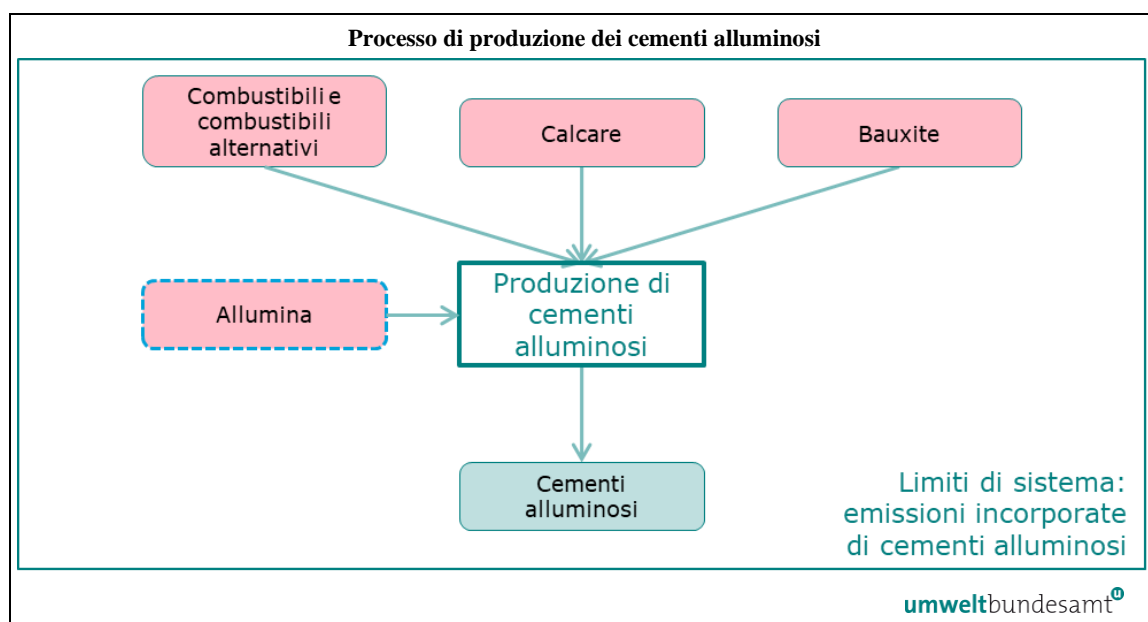 Processo di produzione dei cementi alluminosi
Combustibili e
combustibili
alternativi
Calcare
Bauxite
Allumina
Produzione di
cementi
alluminosi
Cementi
alluminosi
Limiti di sistema:
emissioni incorporate
di cementi alluminosi
umweltbundesamt u